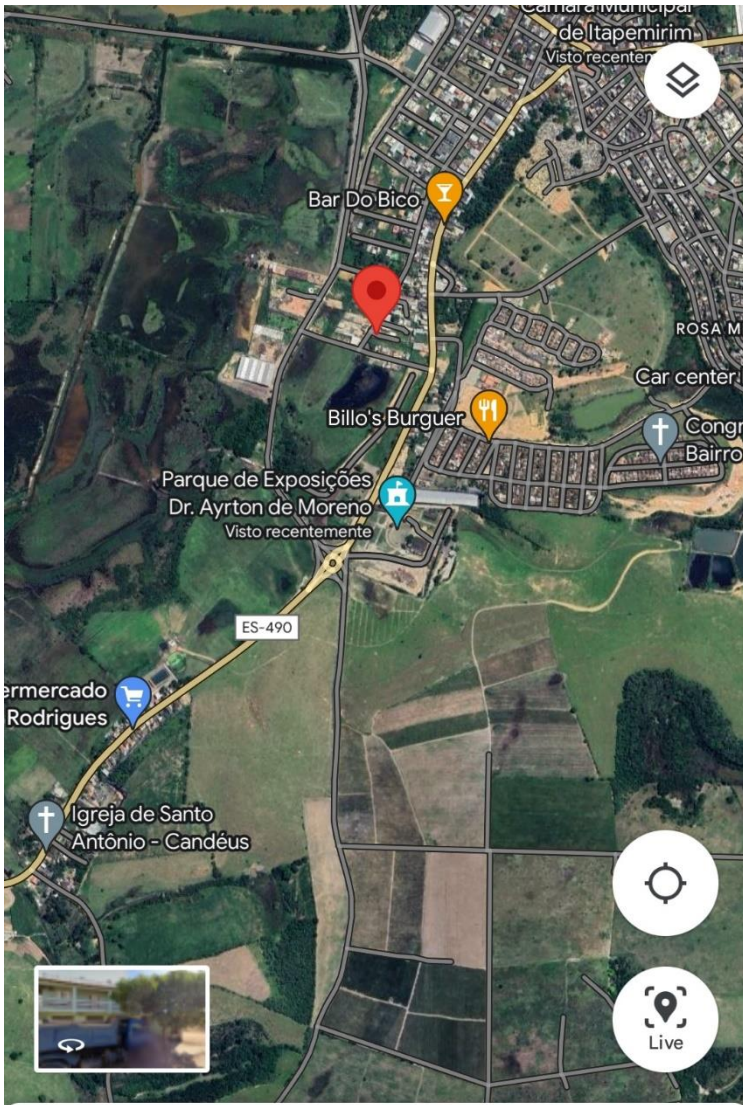 Câmara Municipal
de Itapemirim
Visto recenteme
Bar Do Bico
ROSA M
Car center
Billo's Burguer
Congr
Bairro
Parque de Exposições
Dr. Ayrton de Moreno
Visto recentemente
ES-490
ermercado
Rodrigues
Igreja de Santo
Antônio - Candéus
Live